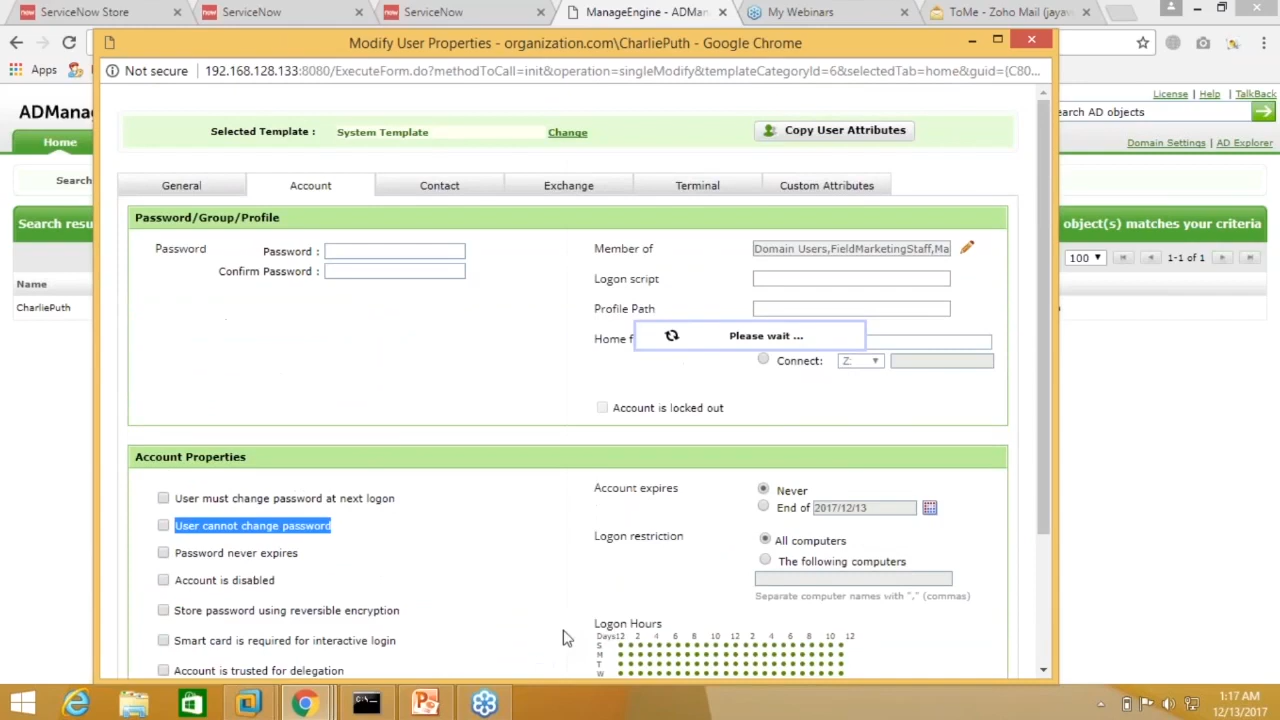 ServiceNow Store
ServiceNow
ServiceNow
ManageEngine - ADMan
My Webinars
ToMe - Zoho Mail (jayav
Modify User Properties - organization.com\CharliePuth - Google Chrome
Not secure 192.168.128.133:8080/ExecuteForm.do?methodToCall=init&operation=singleModify&templateCategoryId=6&selectedTab=home&guid={C80...
Apps
License | Help | TalkBack
ADManag
earch AD objects
Home
Domain Settings | AD Explorer
Search
Search resu
object(s) matches your criteria
100
1-1 of 1
Name
CharliePuth
Selected Template : System Template Change
Copy User Attributes
General Account Contact Exchange Terminal Custom Attributes
Password/Group/Profile
Password Password :
Confirm Password :
Member of Domain Users,FieldMarketingStaff,Ma
Logon script
Profile Path
Home f
Please wait ...
Connect: Z:
Account is locked out
Account Properties
User must change password at next logon
User cannot change password
Password never expires
Account is disabled
Store password using reversible encryption
Smart card is required for interactive login
Account is trusted for delegation
Account expires Never
End of 2017/12/13
Logon restriction All computers
The following computers
Separate computer names with "," (commas)
Logon Hours
Days12 2 4 6 8 10 12 2 4 6 8 10 12
S
M
T
W
1:17 AM
12/13/2017